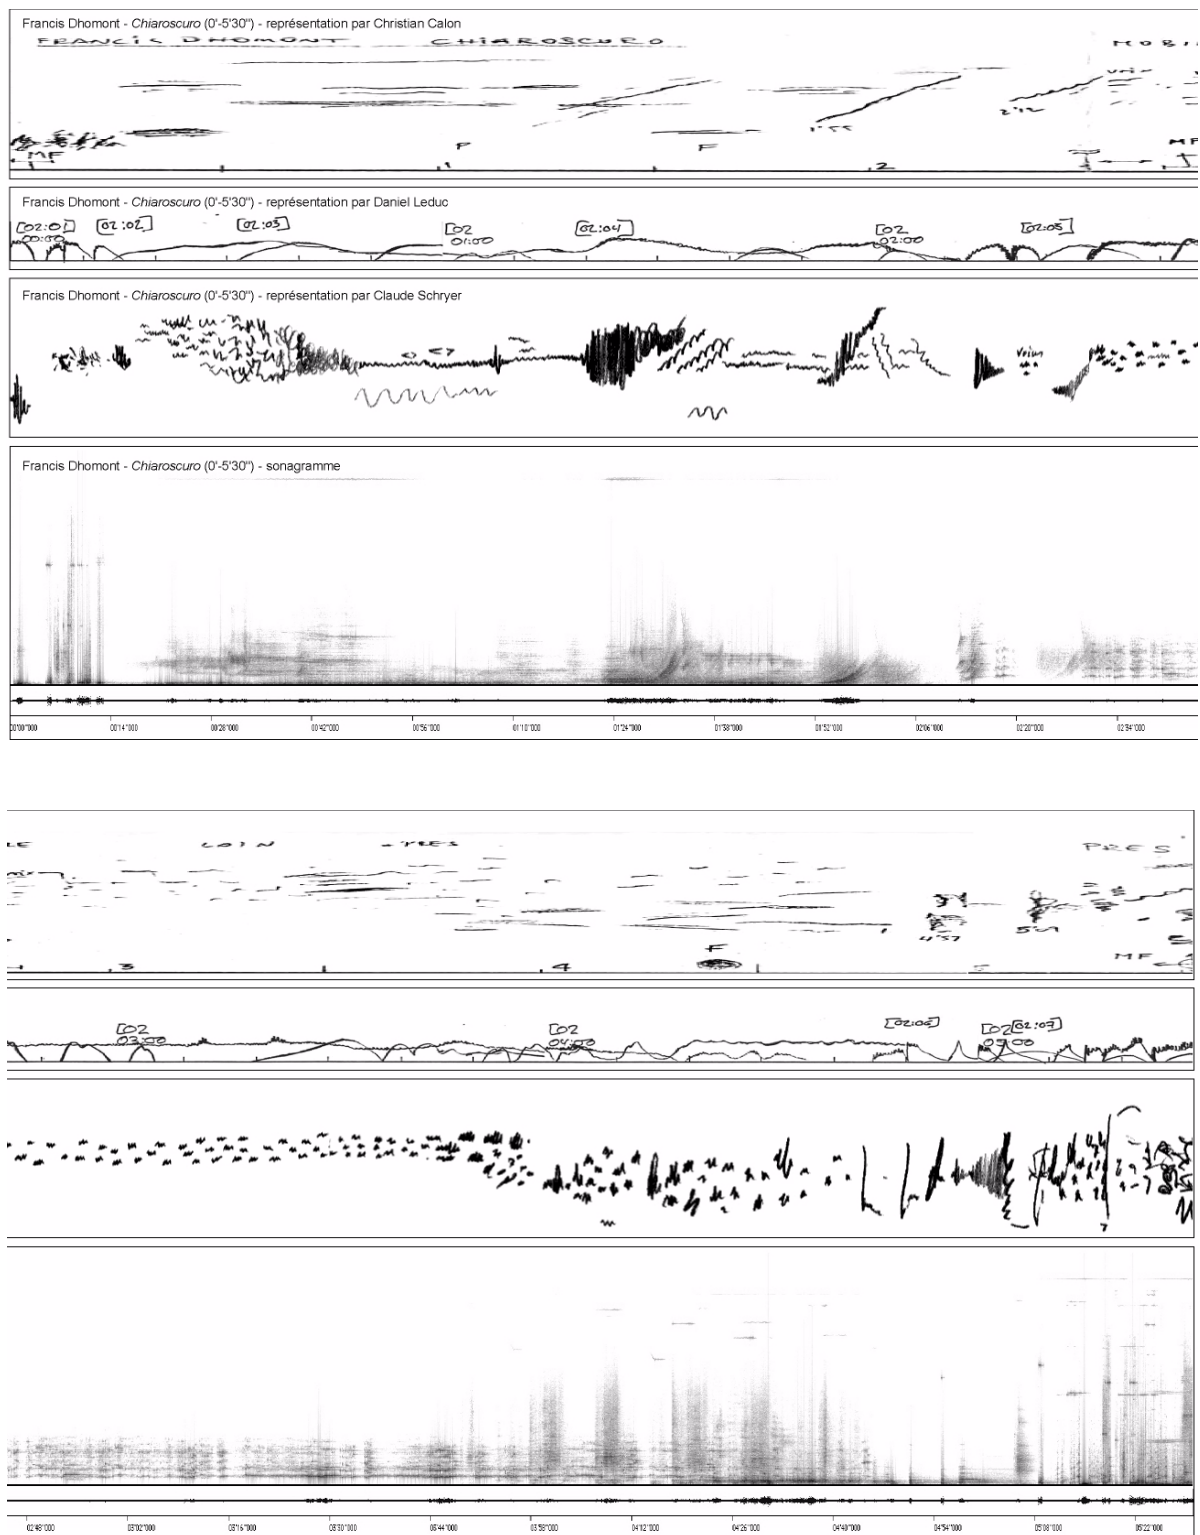 Francis Dhomont - Chiaroscuro (0'-5'30") - représentation par Christian Calon
FRANCIS DHOMONT CHIAROSCURO
2'12
1'55
MF P F
1 2
Francis Dhomont - Chiaroscuro (0'-5'30") - représentation par Daniel Leduc
[02:01] [02:02] [02:03] [02 [02:04] [02 [02:05]
00:00 01:00 02:00
Francis Dhomont - Chiaroscuro (0'-5'30") - représentation par Claude Schryer
Voium
Francis Dhomont - Chiaroscuro (0'-5'30") - sonagramme
00'00"000 00'14"000 00'28"000 00'42"000 00'56"000 01'10"000 01'24"000 01'38"000 01'52"000 02'06"000 02'20"000 02'34"000
LOIN PRES PRES
4'57
F MF
3 4 5
[02 [02 [02:06] [02 [02:07]
03:00 04:00 05:00
02'48"000 03'02"000 03'16"000 03'30"000 03'44"000 03'58"000 04'12"000 04'26"000 04'40"000 04'54"000 05'08"000 05'22"000